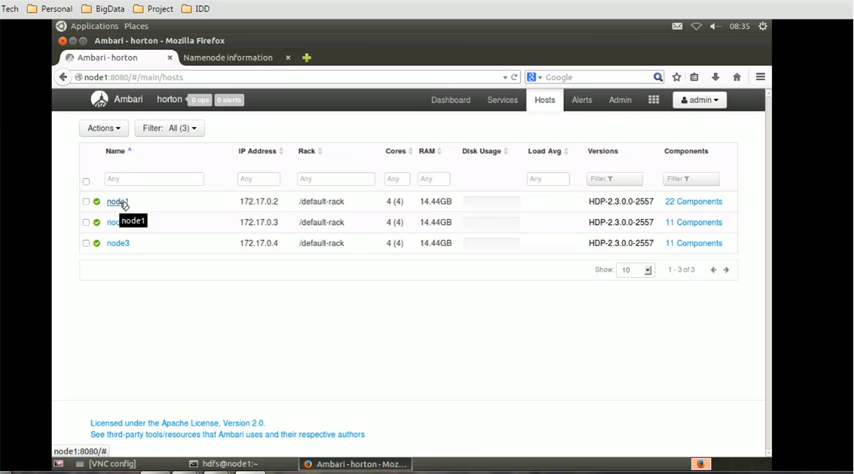 Tech Personal BigData Project IDD
Applications Places 08:35
Ambari - horton - Mozilla Firefox
Ambari - horton Namenode information
node1:8080/#/main/hosts Google
Ambari horton 0 ops 0 alerts Dashboard Services Hosts Alerts Admin admin
Actions Filter: All (3)
Name IP Address Rack Cores RAM Disk Usage Load Avg Versions Components
Any Any Any Any Any Any Filter Filter
node1 172.17.0.2 /default-rack 4 (4) 14.44GB HDP-2.3.0.0-2557 22 Components
node1
172.17.0.3 /default-rack 4 (4) 14.44GB HDP-2.3.0.0-2557 11 Components
node3 172.17.0.4 /default-rack 4 (4) 14.44GB HDP-2.3.0.0-2557 11 Components
Show: 10 1 - 3 of 3
Licensed under the Apache License, Version 2.0.
See third-party tools/resources that Ambari uses and their respective authors
node1:8080/#
[VNC config] hdfs@node1:~ Ambari - horton - Moz...